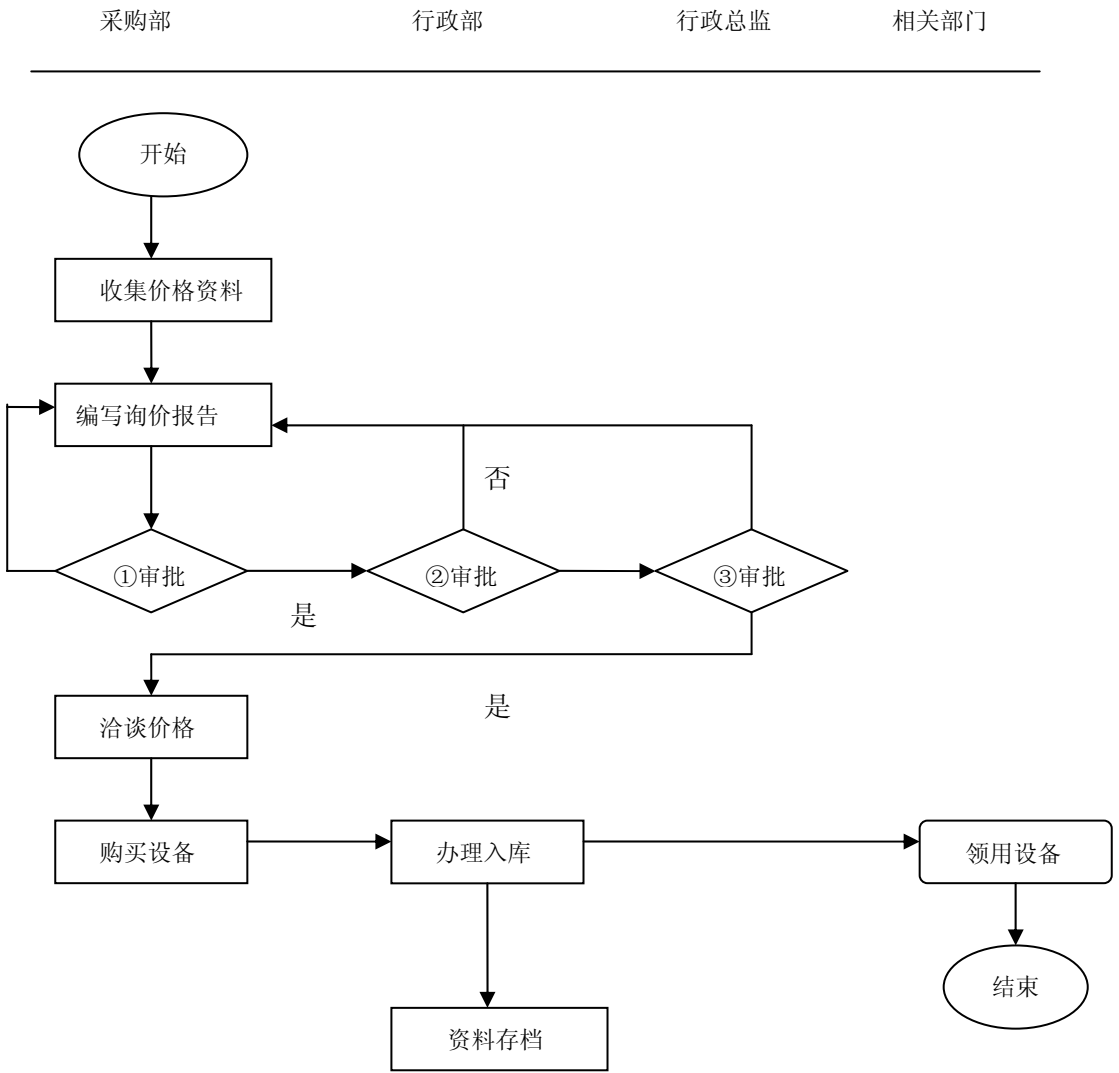 采购部 行政部 行政总监 相关部门
开始
收集价格资料
编写询价报告
否
①审批 ②审批 ③审批
是
是
洽谈价格
购买设备 办理入库 领用设备
结束
资料存档